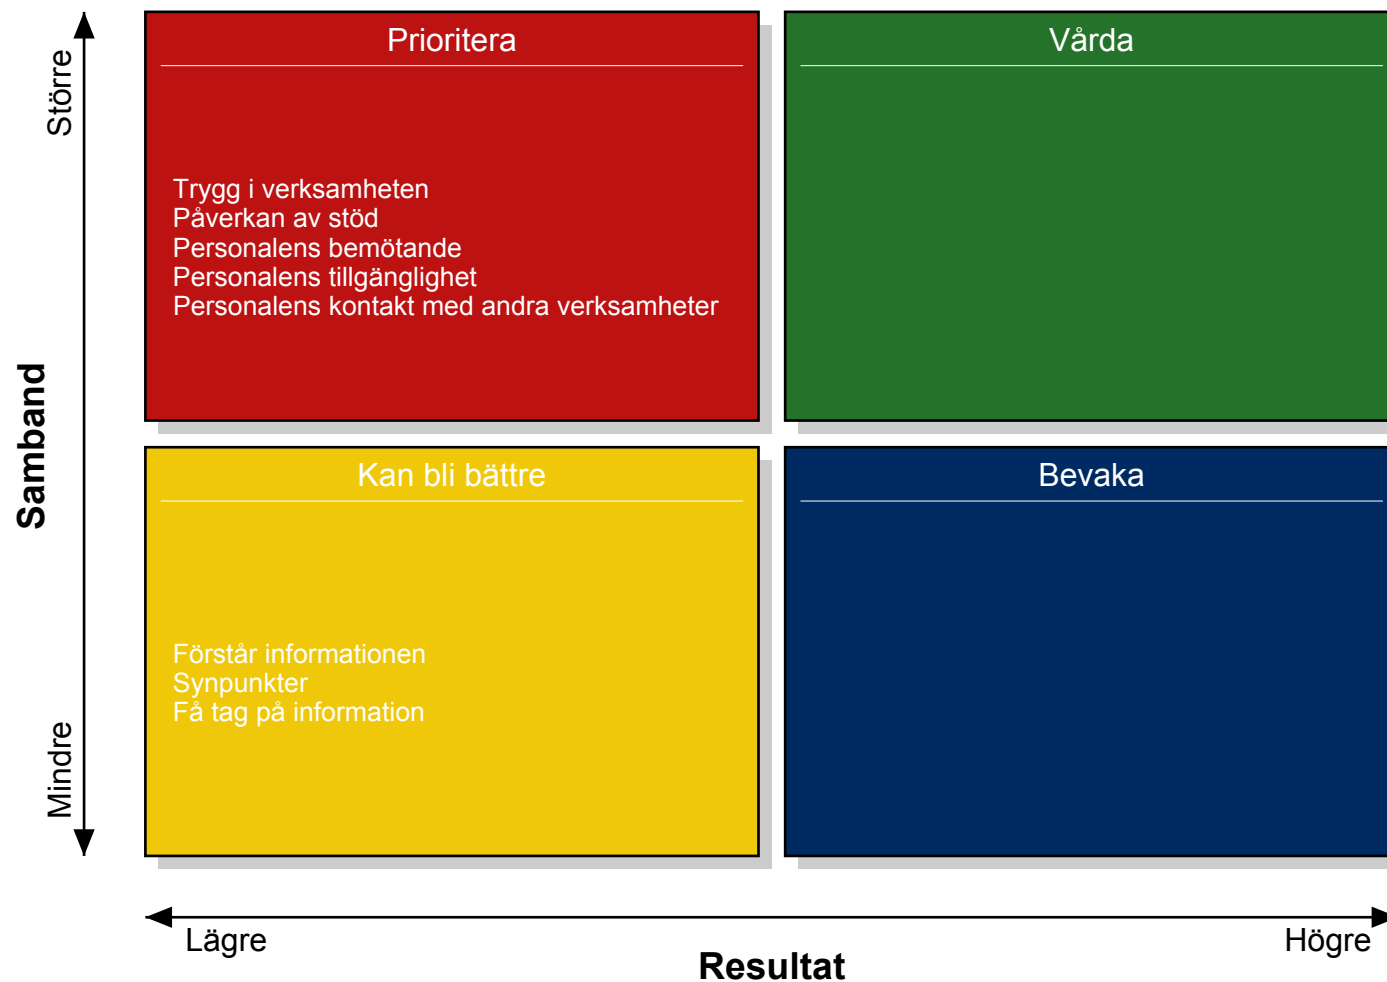 Större
Prioritera
Vårda
Trygg i verksamheten
Påverkan av stöd
Personalens bemötande
Personalens tillgänglighet
Personalens kontakt med andra verksamheter
Samband
Kan bli bättre
Bevaka
Förstår informationen
Synpunkter
Få tag på information
Mindre
Lägre
Högre
Resultat